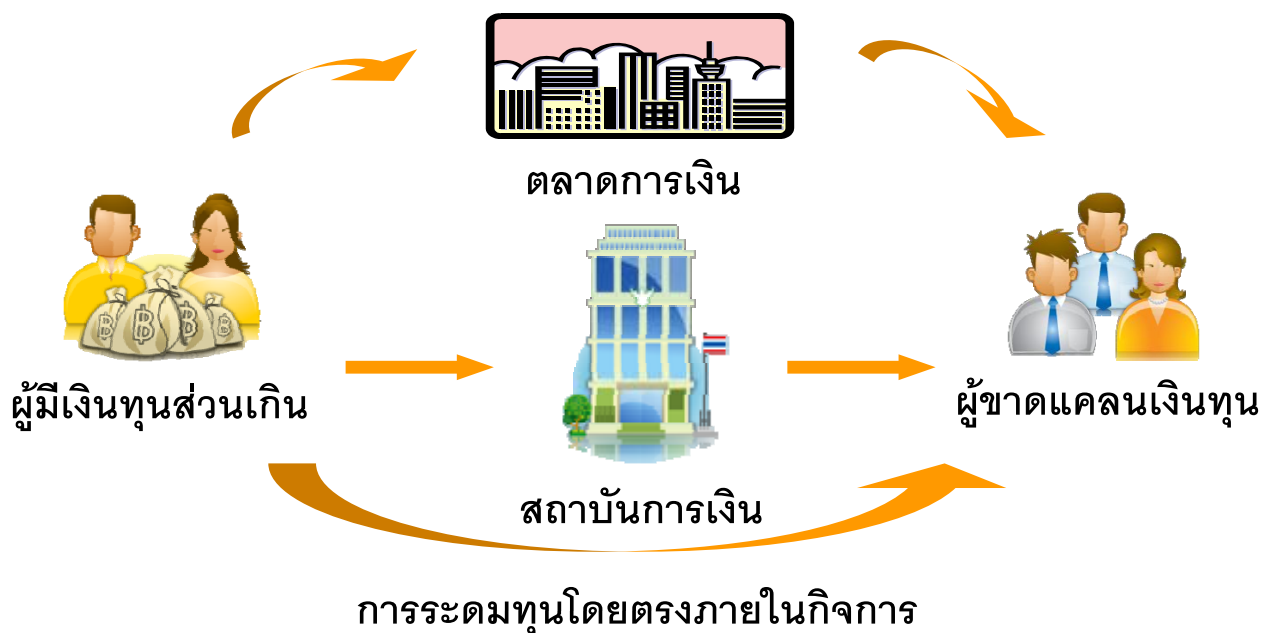 ตลาดการเงิน
ผู้มีเงินทุนส่วนเกิน
ผู้ขาดแคลนเงินทุน
สถาบันการเงิน
การระดมทุนโดยตรงภายในกิจการ